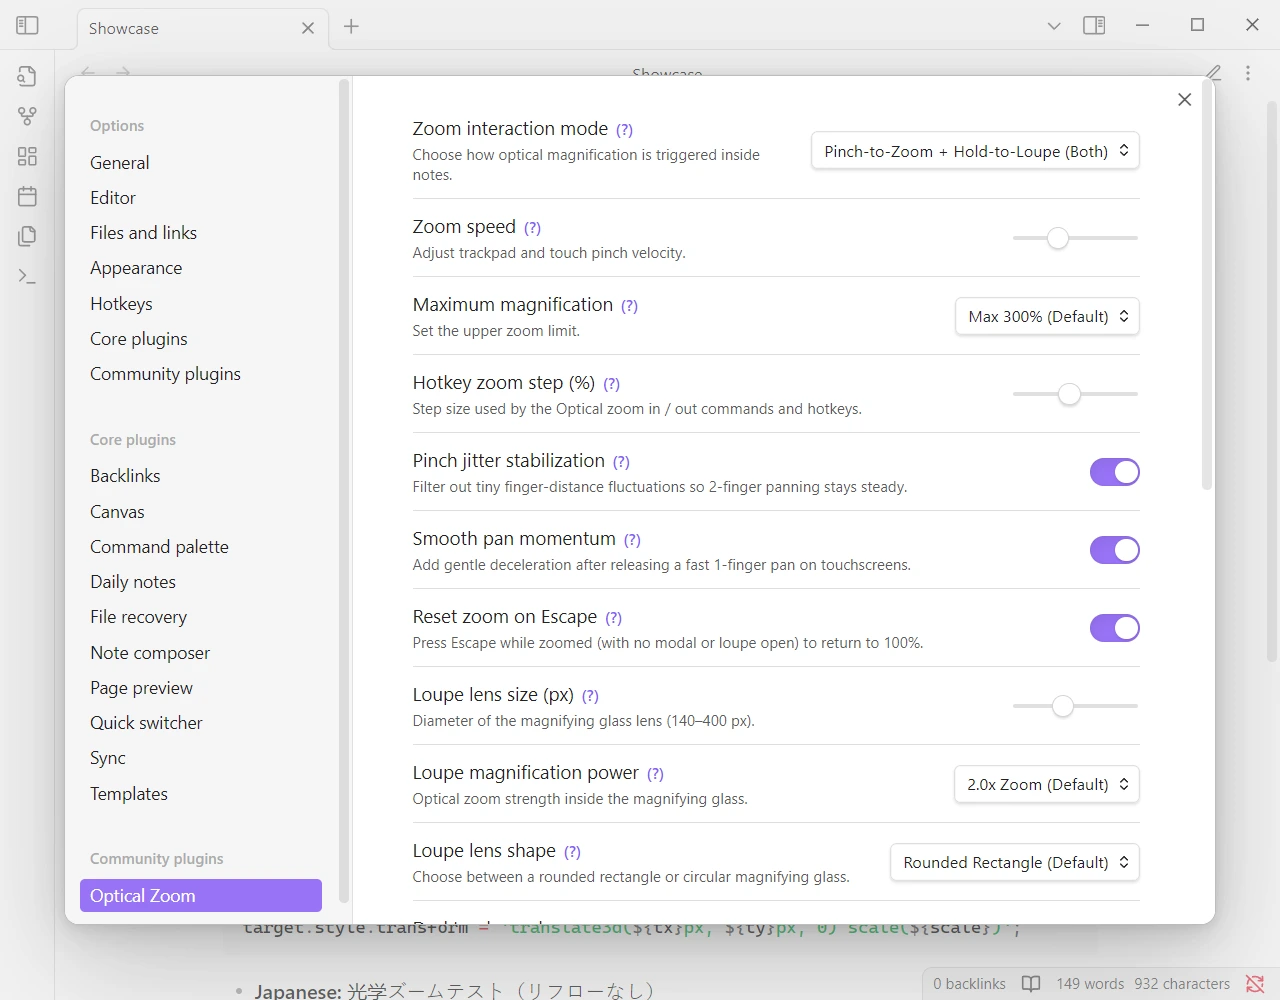 Showcase
Showcase
Options
General
Editor
Files and links
Appearance
Hotkeys
Core plugins
Community plugins
Core plugins
Backlinks
Canvas
Command palette
Daily notes
File recovery
Note composer
Page preview
Quick switcher
Sync
Templates
Community plugins
Optical Zoom
Zoom interaction mode (?)
Choose how optical magnification is triggered inside
notes.
Pinch-to-Zoom + Hold-to-Loupe (Both)
Zoom speed (?)
Adjust trackpad and touch pinch velocity.
Maximum magnification (?)
Set the upper zoom limit.
Max 300% (Default)
Hotkey zoom step (%) (?)
Step size used by the Optical zoom in / out commands and hotkeys.
Pinch jitter stabilization (?)
Filter out tiny finger-distance fluctuations so 2-finger panning stays steady.
Smooth pan momentum (?)
Add gentle deceleration after releasing a fast 1-finger pan on touchscreens.
Reset zoom on Escape (?)
Press Escape while zoomed (with no modal or loupe open) to return to 100%.
Loupe lens size (px) (?)
Diameter of the magnifying glass lens (140–400 px).
Loupe magnification power (?)
Optical zoom strength inside the magnifying glass.
2.0x Zoom (Default)
Loupe lens shape (?)
Choose between a rounded rectangle or circular magnifying glass.
Rounded Rectangle (Default)
target.style.transform = `translate3d(${tx}px, ${ty}px, 0) scale(${scale})`;
• Japanese: 光学ズームテスト（リフローなし）
0 backlinks 149 words 932 characters